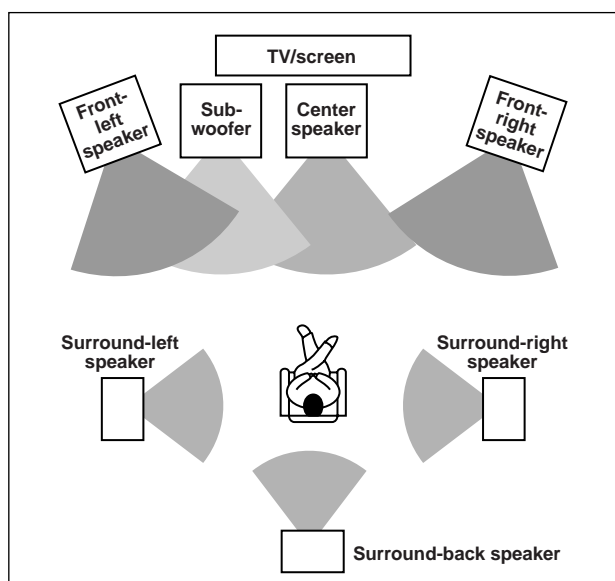 TV/screen
Front-
left
speaker
Sub-
woofer
Center
speaker
Front-
right
speaker
Surround-left
speaker
Surround-right
speaker
Surround-back speaker